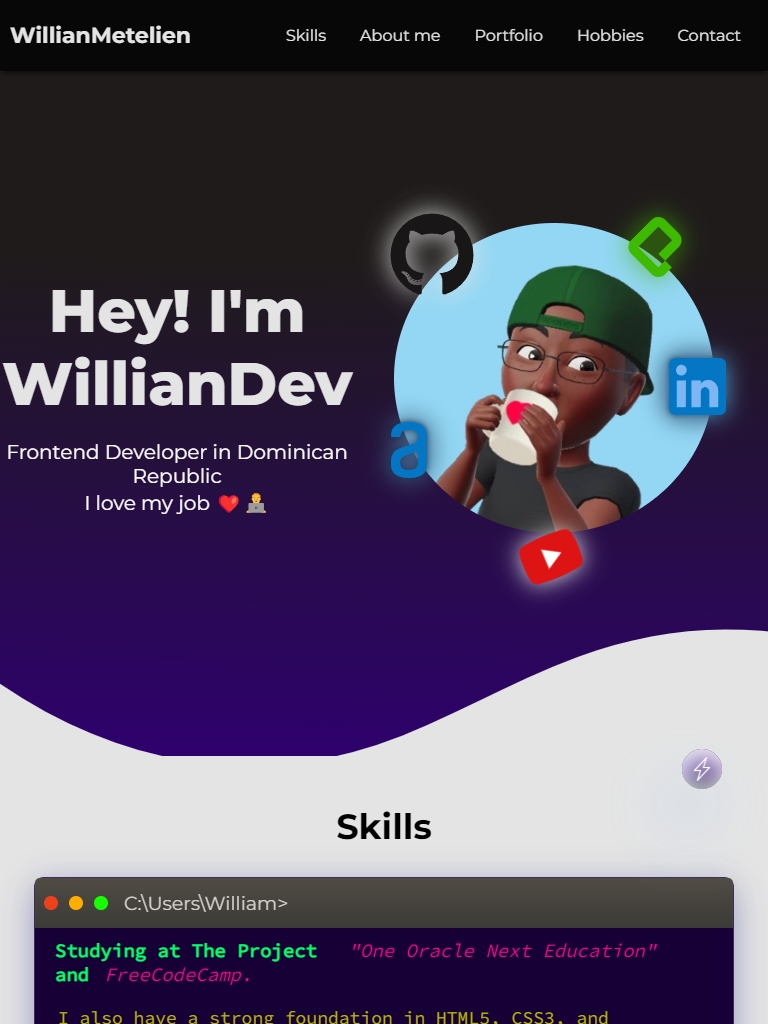 WillianMetelien
Skills
About me
Portfolio
Hobbies
Contact
Hey! I'm
WillianDev
Frontend Developer in Dominican
Republic
I love my job ❤️ 👨‍💻
Skills
C:\Users\William>
Studying at The Project "One Oracle Next Education"
and FreeCodeCamp.
I also have a strong foundation in HTML5, CSS3, and